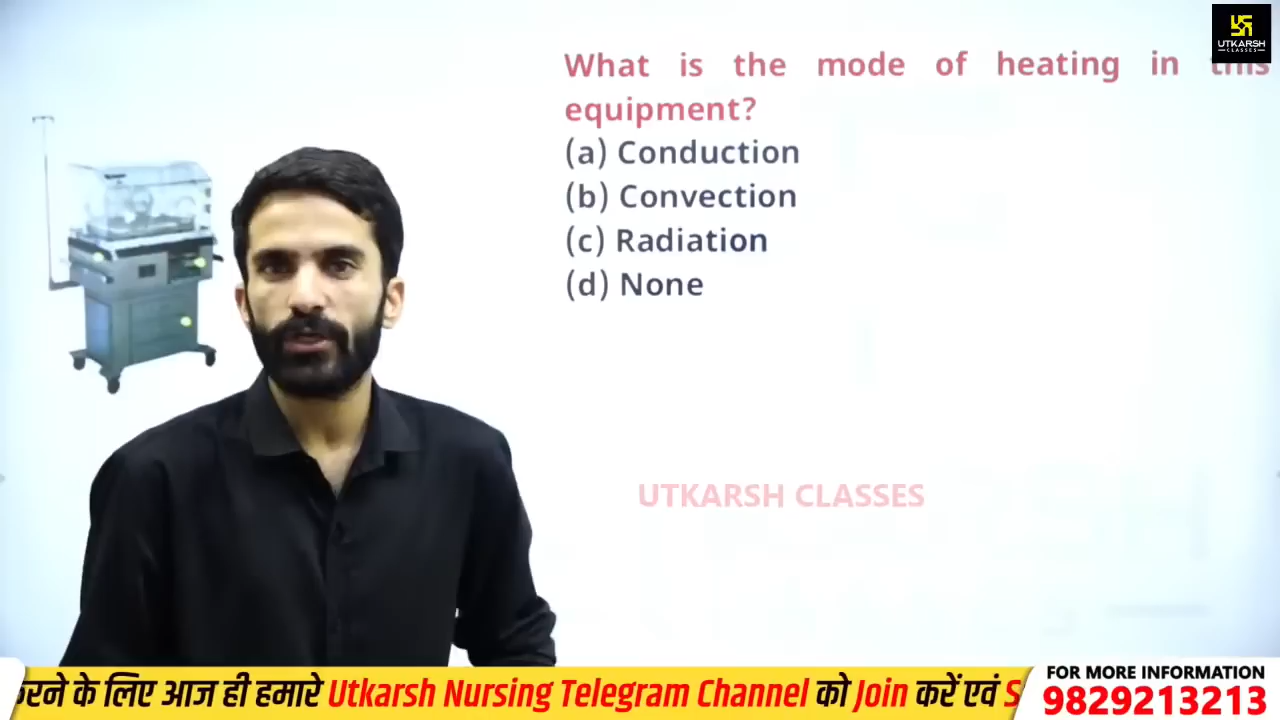 UTKARSH
CLASSES
What is the mode of heating in this
equipment?
(a) Conduction
(b) Convection
(c) Radiation
(d) None
UTKARSH CLASSES
के लिए आज ही हमारे Utkarsh Nursing Telegram Channel को Join करें एवं
FOR MORE INFORMATION
9829213213